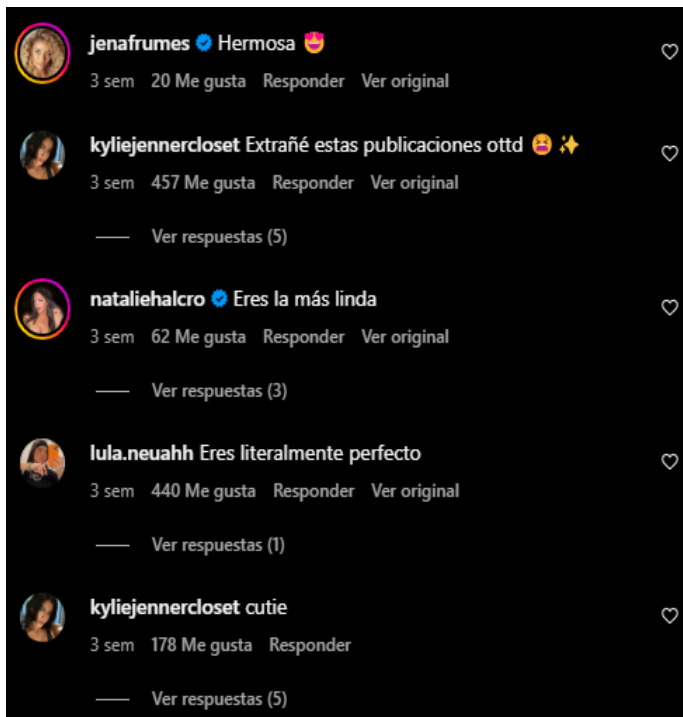 jenafrumes Hermosa 😍
3 sem 20 Me gusta Responder Ver original
kyliejennercloset Extrañé estas publicaciones ottd 😆 ✨
3 sem 457 Me gusta Responder Ver original
Ver respuestas (5)
nataliehalcro Eres la más linda
3 sem 62 Me gusta Responder Ver original
Ver respuestas (3)
lula.neuahh Eres literalmente perfecto
3 sem 440 Me gusta Responder Ver original
Ver respuestas (1)
kyliejennercloset cutie
3 sem 178 Me gusta Responder
Ver respuestas (5)